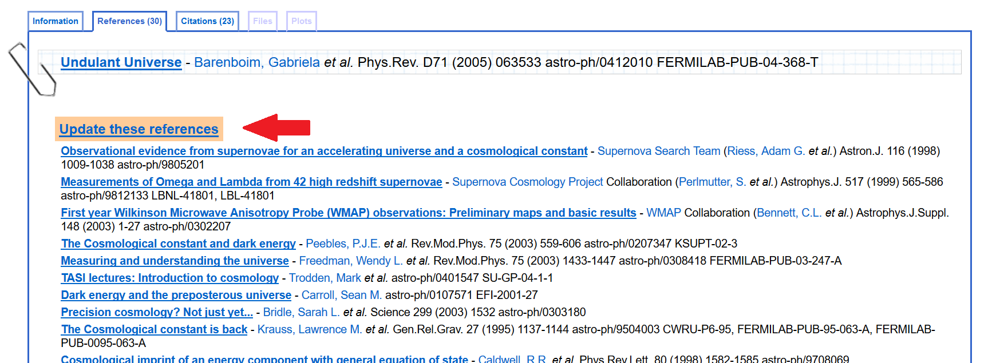 Information References (30) Citations (23) Files Plots
Undulant Universe - Barenboim, Gabriela et al. Phys.Rev. D71 (2005) 063533 astro-ph/0412010 FERMILAB-PUB-04-368-T
Update these references
Observational evidence from supernovae for an accelerating universe and a cosmological constant - Supernova Search Team (Riess, Adam G. et al.) Astron.J. 116 (1998)
1009-1038 astro-ph/9805201
Measurements of Omega and Lambda from 42 high redshift supernovae - Supernova Cosmology Project Collaboration (Perlmutter, S. et al.) Astrophys.J. 517 (1999) 565-586
astro-ph/9812133 LBNL-41801, LBL-41801
First year Wilkinson Microwave Anisotropy Probe (WMAP) observations: Preliminary maps and basic results - WMAP Collaboration (Bennett, C.L. et al.) Astrophys.J.Suppl.
148 (2003) 1-27 astro-ph/0302207
The Cosmological constant and dark energy - Peebles, P.J.E. et al. Rev.Mod.Phys. 75 (2003) 559-606 astro-ph/0207347 KSUPT-02-3
Measuring and understanding the universe - Freedman, Wendy L. et al. Rev.Mod.Phys. 75 (2003) 1433-1447 astro-ph/0308418 FERMILAB-PUB-03-247-A
TASI lectures: Introduction to cosmology - Trodden, Mark et al. astro-ph/0401547 SU-GP-04-1-1
Dark energy and the preposterous universe - Carroll, Sean M. astro-ph/0107571 EFI-2001-27
Precision cosmology? Not just yet... - Bridle, Sarah L. et al. Science 299 (2003) 1532 astro-ph/0303180
The Cosmological constant is back - Krauss, Lawrence M. et al. Gen.Rel.Grav. 27 (1995) 1137-1144 astro-ph/9504003 CWRU-P6-95, FERMILAB-PUB-95-063-A, FERMILAB-
PUB-0095-063-A
Cosmological imprint of an energy component with general equation of state - Caldwell, R.R. et al. Phys.Rev.Lett. 80 (1998) 1582-1585 astro-ph/9708069